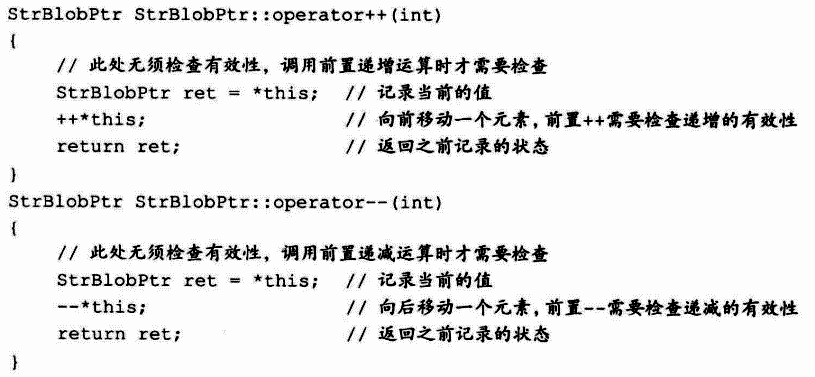 StrBlobPtr StrBlobPtr::operator++(int)
{
    // 此处无须检查有效性，调用前置递增运算时才需要检查
    StrBlobPtr ret = *this;  // 记录当前的值
    ++*this;                 // 向前移动一个元素，前置++需要检查递增的有效性
    return ret;              // 返回之前记录的状态
}
StrBlobPtr StrBlobPtr::operator--(int)
{
    // 此处无须检查有效性，调用前置递减运算时才需要检查
    StrBlobPtr ret = *this;  // 记录当前的值
    --*this;                 // 向后移动一个元素，前置--需要检查递减的有效性
    return ret;              // 返回之前记录的状态
}